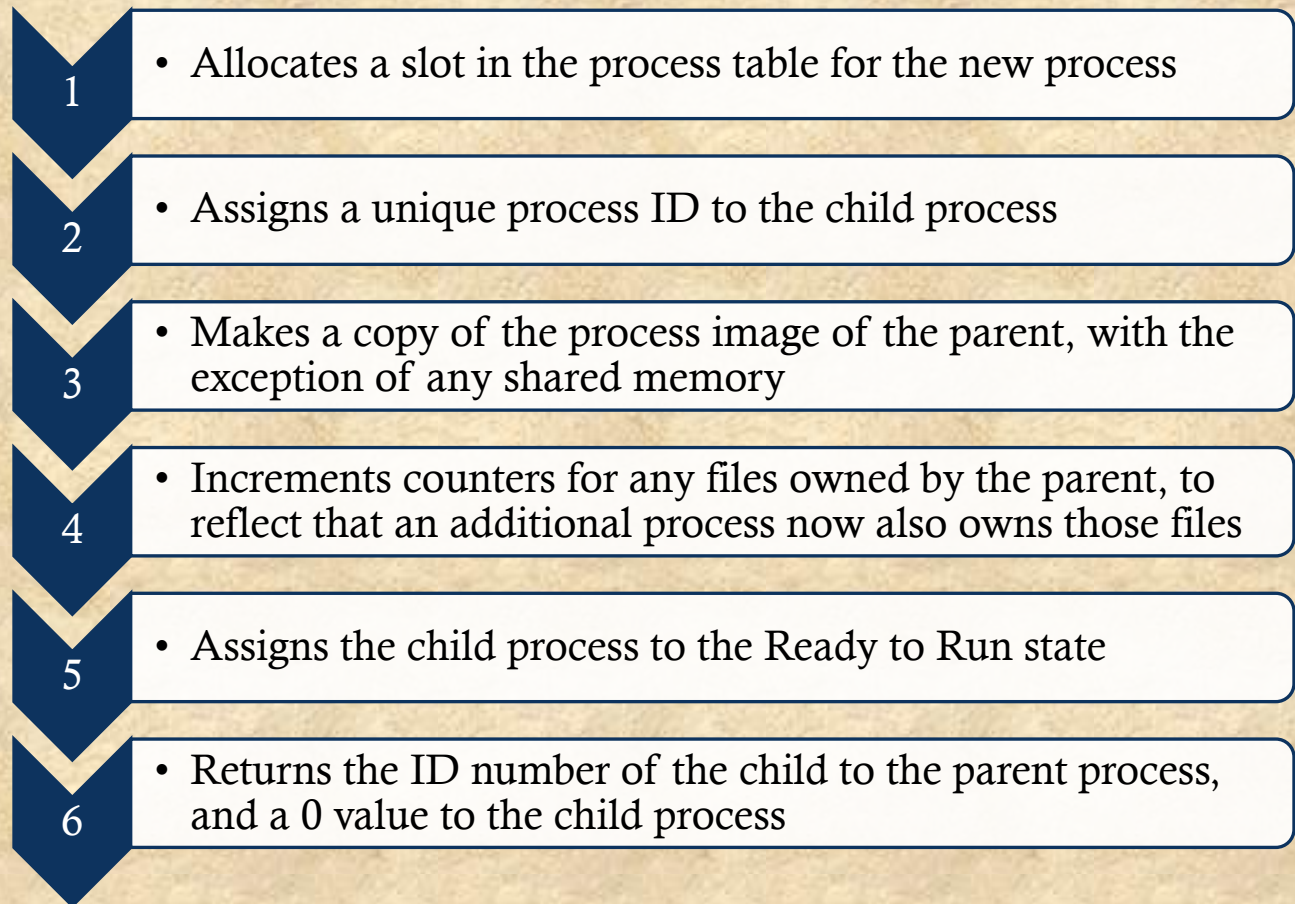 1
• Allocates a slot in the process table for the new process
2
• Assigns a unique process ID to the child process
3
• Makes a copy of the process image of the parent, with the
exception of any shared memory
4
• Increments counters for any files owned by the parent, to
reflect that an additional process now also owns those files
5
• Assigns the child process to the Ready to Run state
6
• Returns the ID number of the child to the parent process,
and a 0 value to the child process